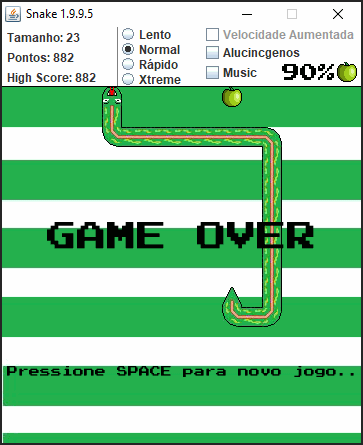 Snake 1.9.9.5
Tamanho: 23
Pontos: 882
High Score: 882
Lento
Normal
Rápido
Xtreme
Velocidade Aumentada
Alucincgenos
Music
90%
GAME OVER
Pressione SPACE para novo jogo..